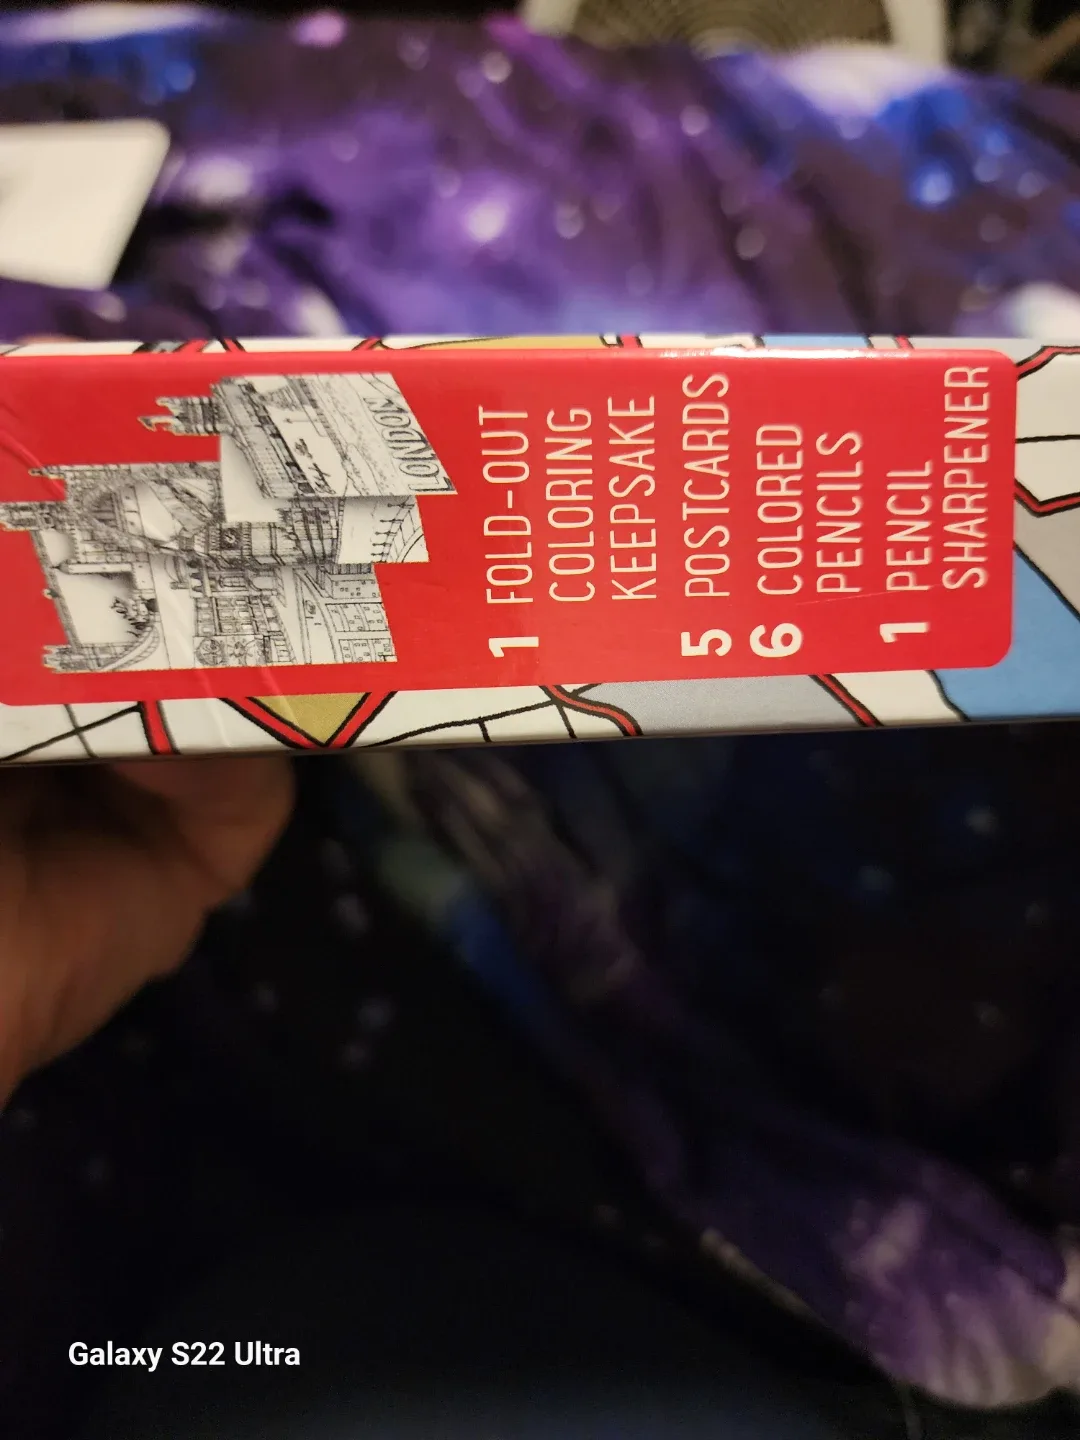 LONDON
1 FOLD-OUT
COLORING
KEEPSAKE
5 POSTCARDS
6 COLORED
PENCILS
1 PENCIL
SHARPENER
Galaxy S22 Ultra